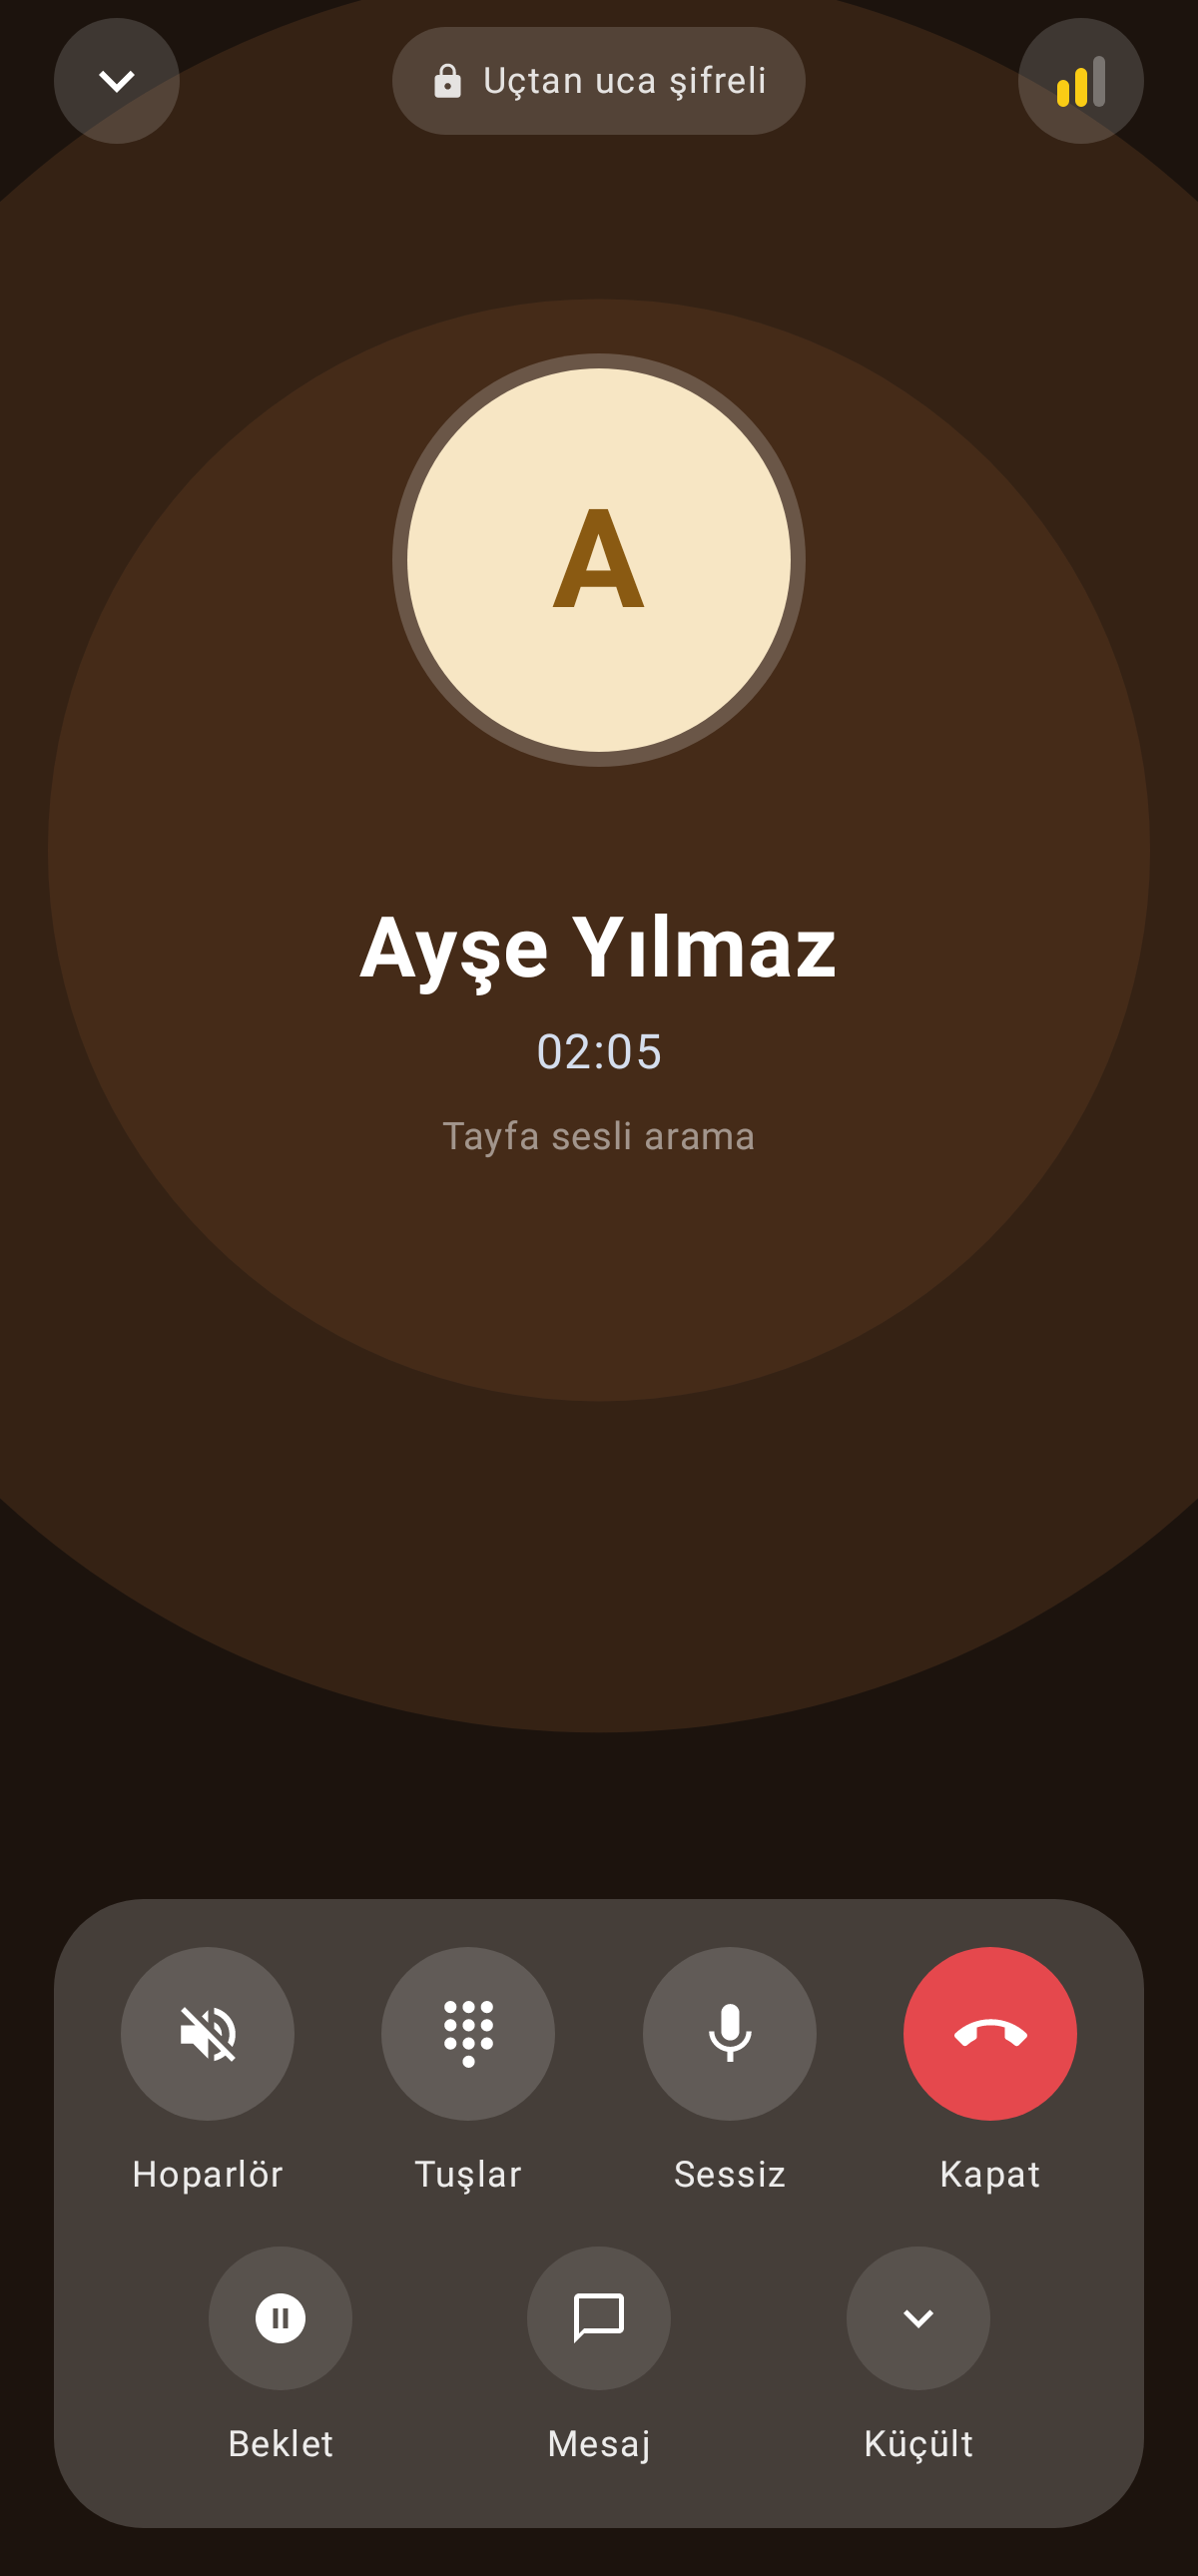 Uçtan uca şifreli
A
Ayşe Yılmaz
02:05
Tayfa sesli arama
Hoparlör Tuşlar Sessiz Kapat
Beklet Mesaj Küçült